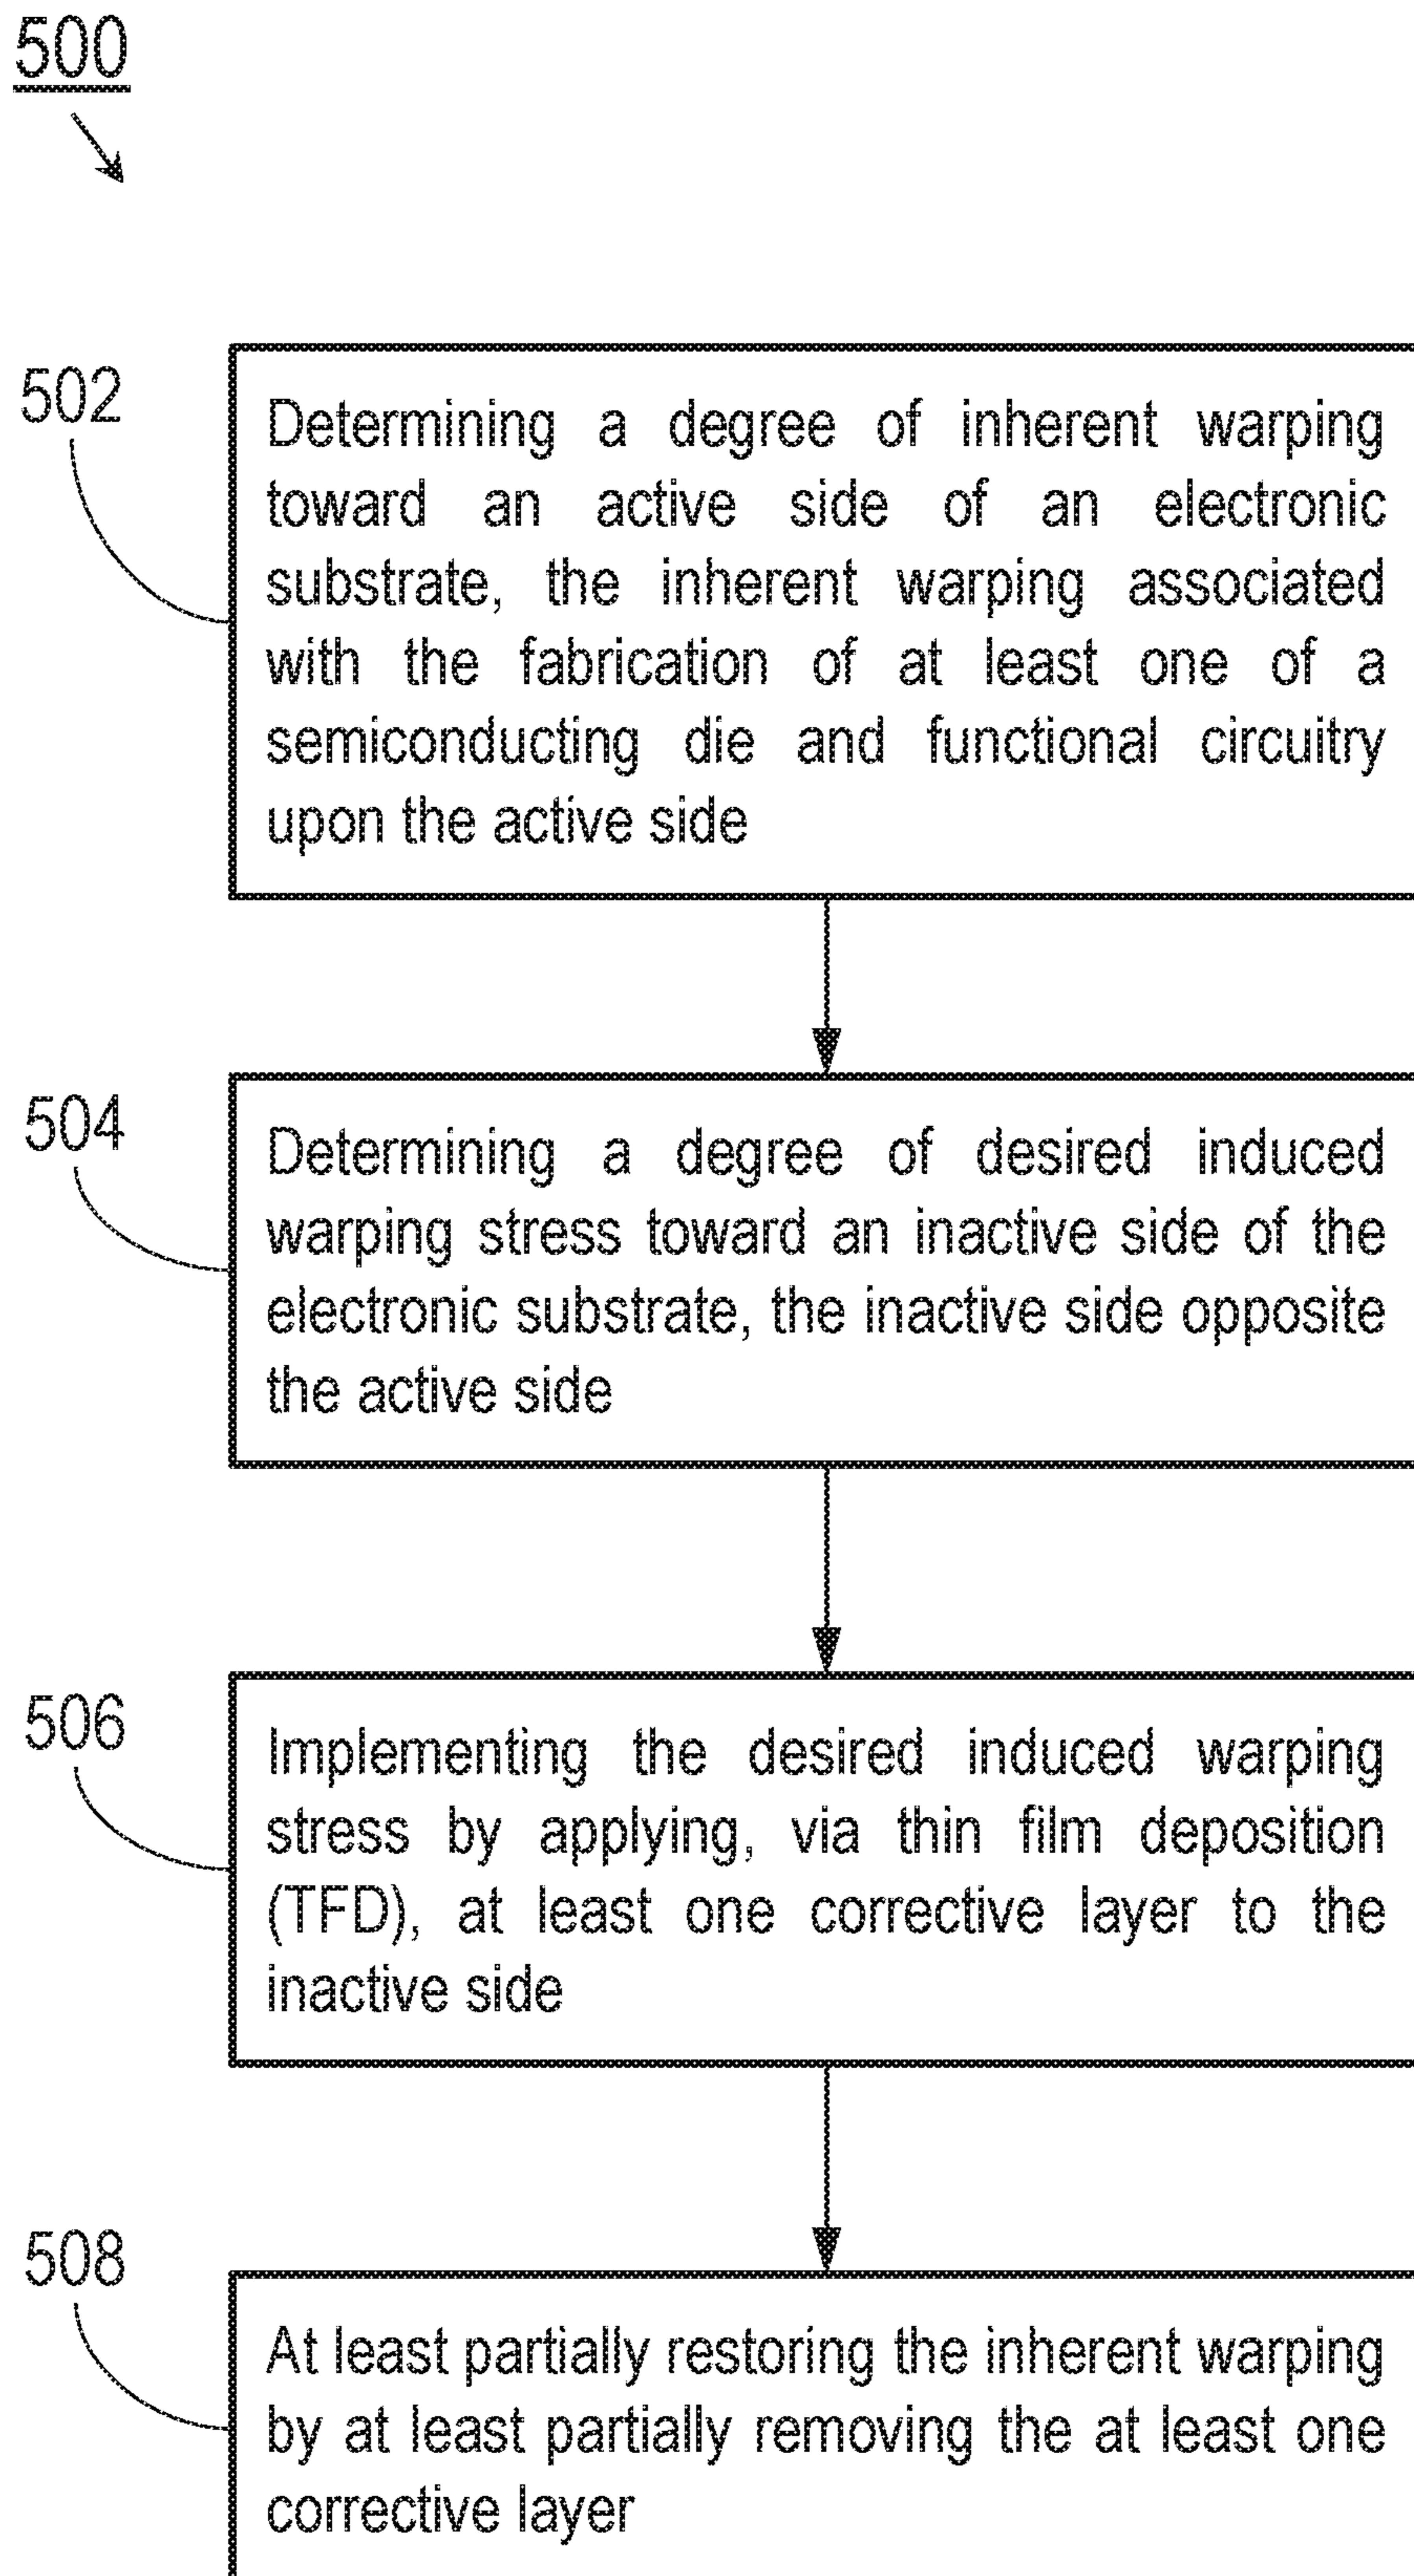 500
502
Determining a degree of inherent warping
toward an active side of an electronic
substrate, the inherent warping associated
with the fabrication of at least one of a
semiconducting die and functional circuitry
upon the active side
504
Determining a degree of desired induced
warping stress toward an inactive side of the
electronic substrate, the inactive side opposite
the active side
506
Implementing the desired induced warping
stress by applying, via thin film deposition
(TFD), at least one corrective layer to the
inactive side
508
At least partially restoring the inherent warping
by at least partially removing the at least one
corrective layer